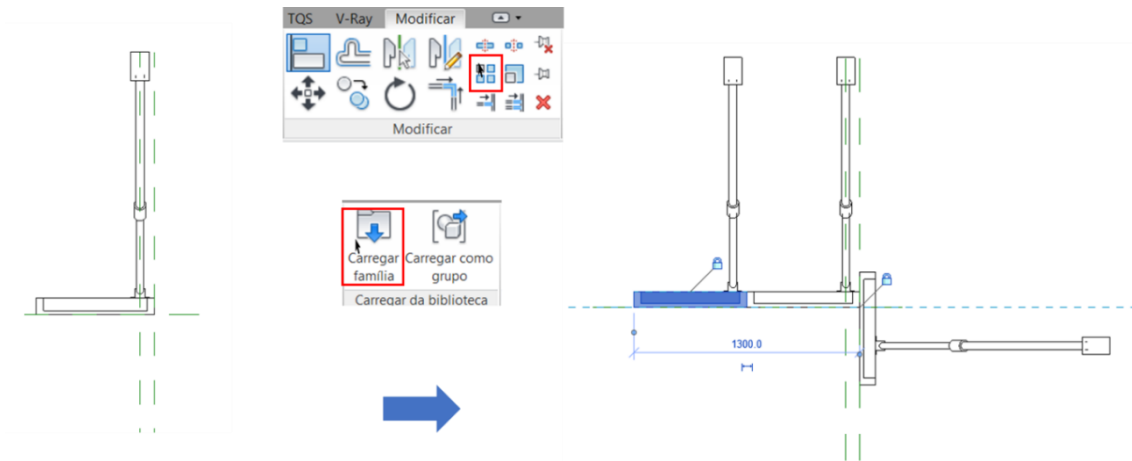 TQS V-Ray Modificar
Modificar
Carregar Carregar como
família grupo
Carregar da biblioteca
1300.0